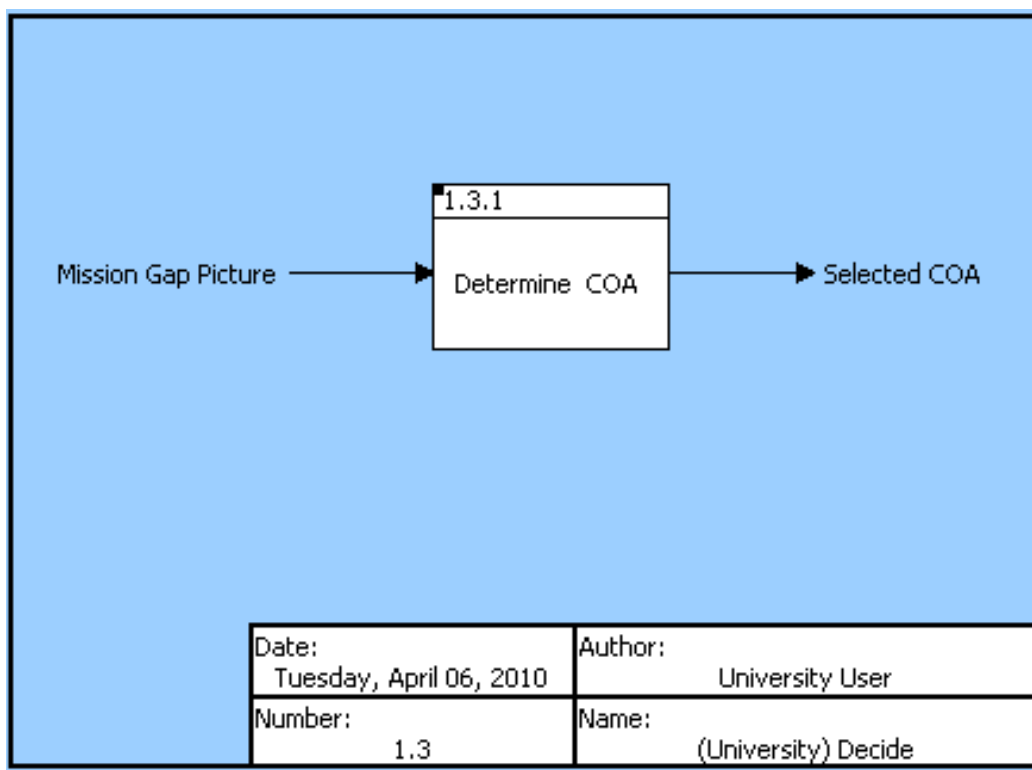 1.3.1
Mission Gap Picture
Determine  COA
Selected COA
Date:
Tuesday, April 06, 2010
Author:
University User
Number:
1.3
Name:
(University) Decide